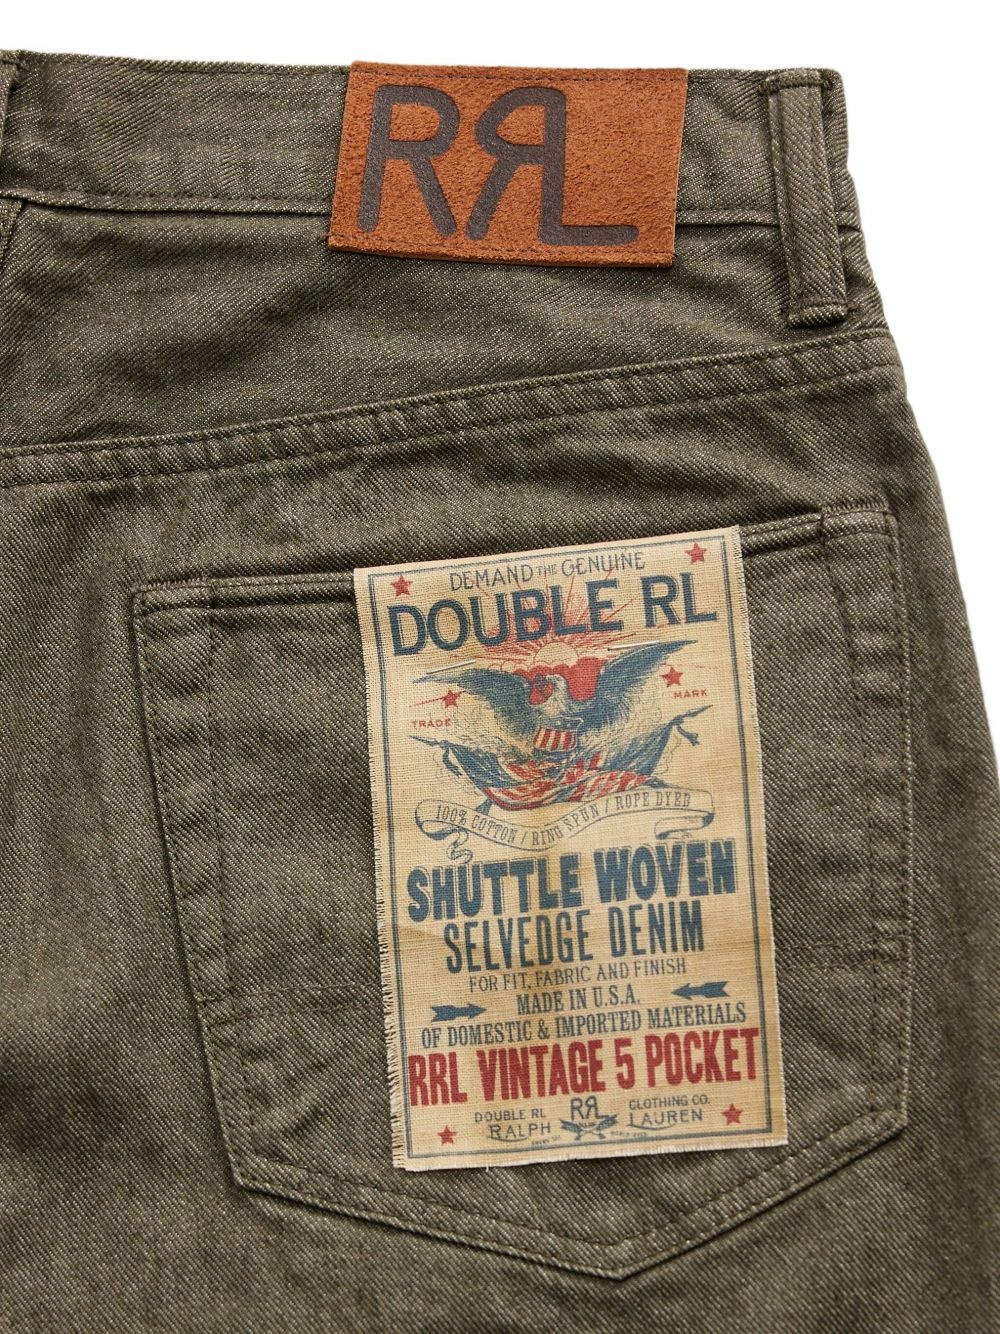 RRL
DEMAND THE GENUINE
DOUBLE RL
TRADE MARK
100% COTTON / RING SPUN / ROPE DYED
SHUTTLE WOVEN
SELVEDGE DENIM
FOR FIT, FABRIC AND FINISH
MADE IN U.S.A.
OF DOMESTIC & IMPORTED MATERIALS
RRL VINTAGE 5 POCKET
DOUBLE RL RRL CLOTHING CO.
RALPH LAUREN